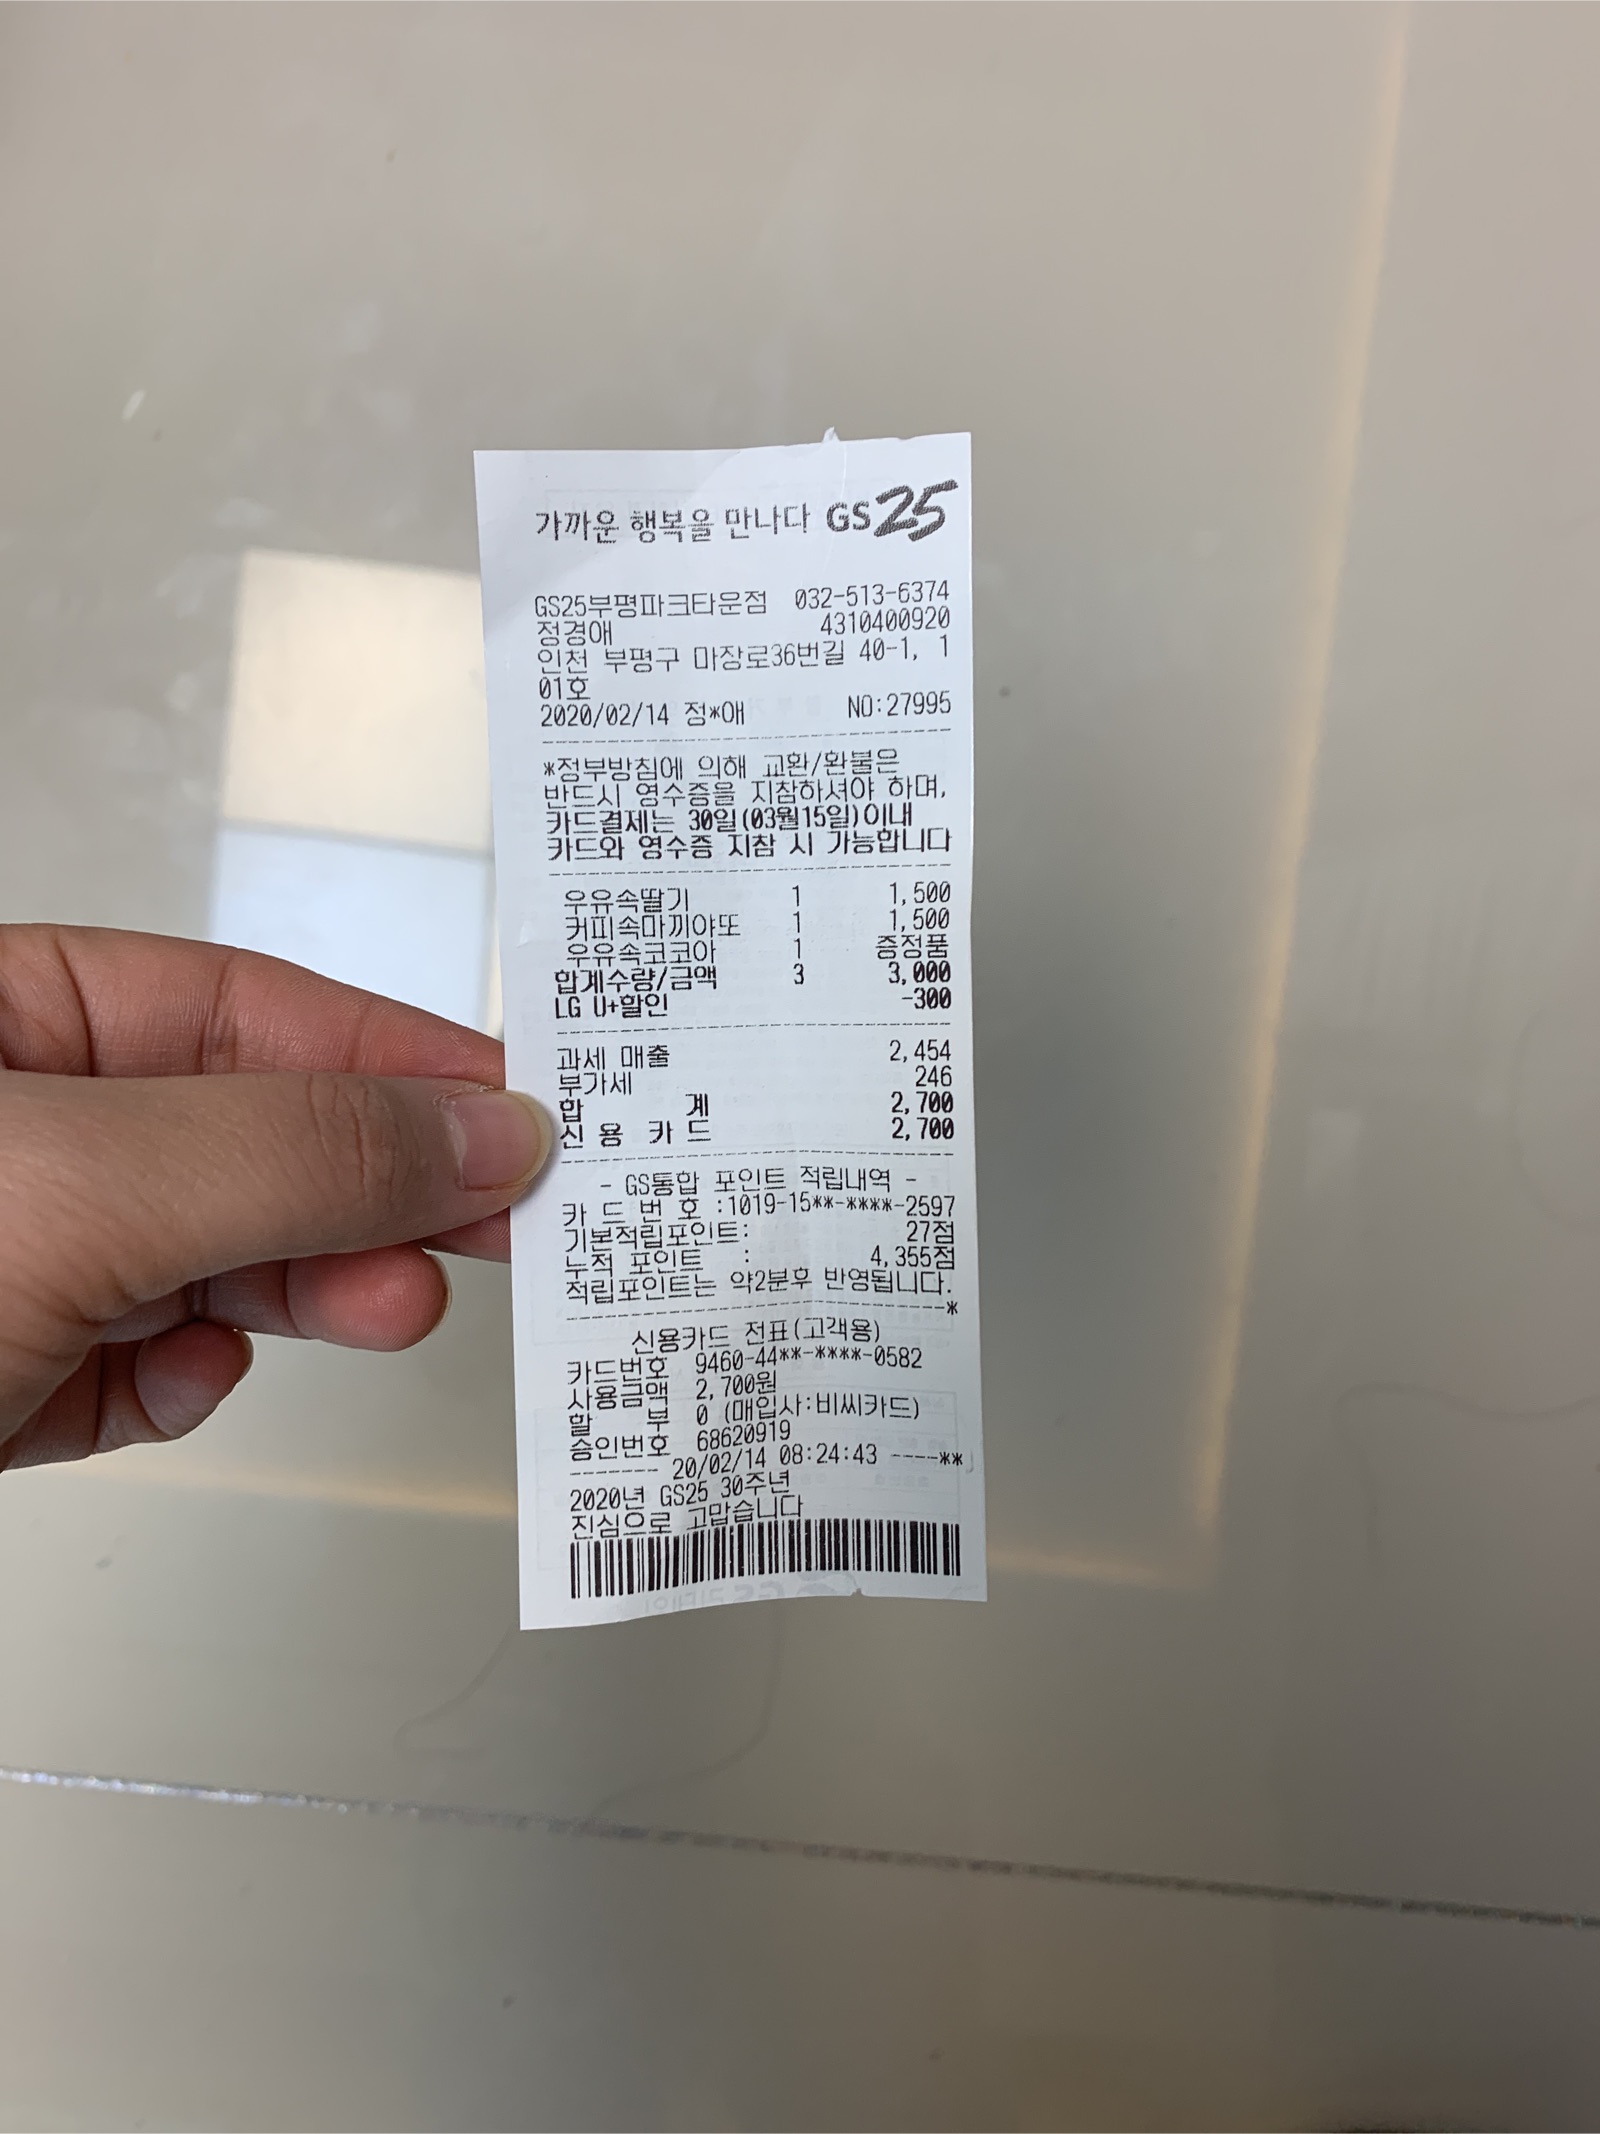 가까운 행복을 만나다 GS25
GS25부평파크타운점 032-513-6374
정경애 4310400920
인천 부평구 마장로36번길 40-1, 1
01호
2020/02/14 정*애 NO:27995
*정부방침에 의해 교환/환불은
반드시 영수증을 지참하셔야 하며,
카드결제는 30일(03월15일)이내
카드와 영수증 지참 시 가능합니다
우유속딸기 1 1,500
커피속마끼야또 1 1,500
우유속코코아 1 증정품
합계수량/금액 3 3,000
LG U+할인 -300
과세 매출 2,454
부가세 246
합 계 2,700
신 용 카 드 2,700
- GS통합 포인트 적립내역 -
카 드 번 호 :1019-15**-****-2597
기본적립포인트: 27점
누적 포인트 : 4,355점
적립포인트는 약2분후 반영됩니다.
*
신용카드 전표(고객용)
카드번호 9460-44**-****-0582
사용금액 2,700원
할 부 0 (매입사:비씨카드)
승인번호 68620919
------- 20/02/14 08:24:43 ----**
2020년 GS25 30주년
진심으로 고맙습니다